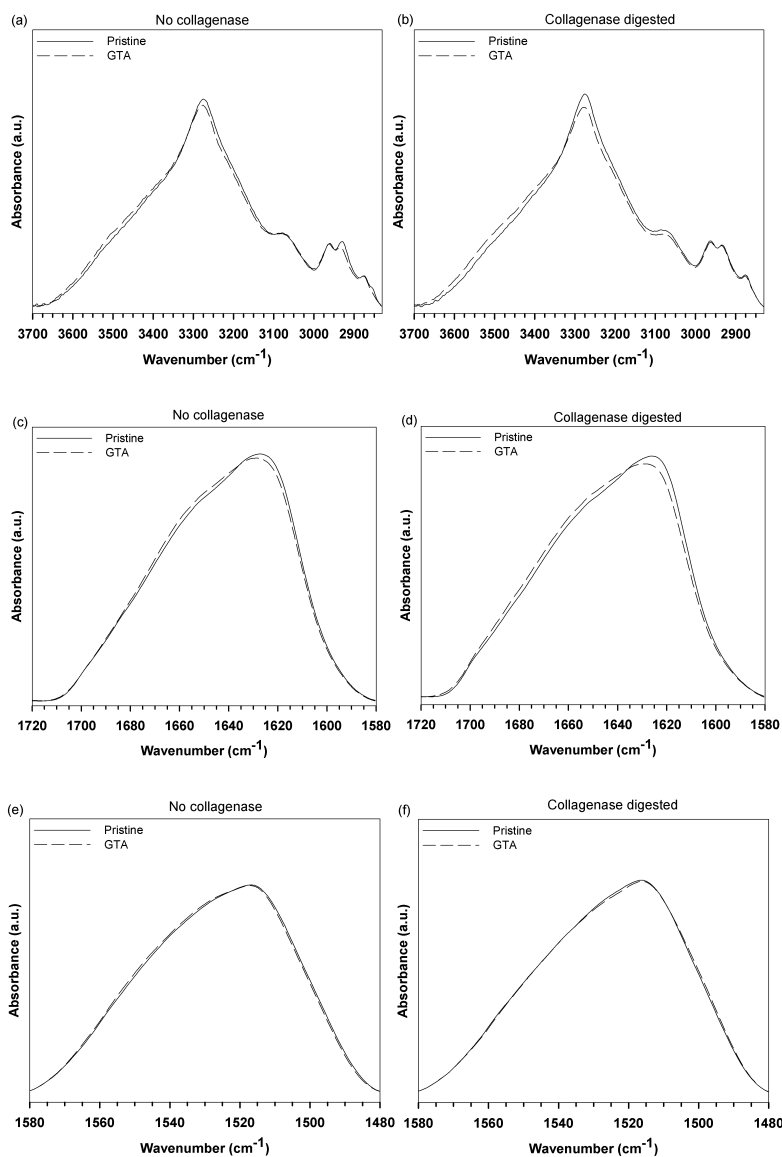 (a)
No collagenase
Pristine
GTA
Absorbance (a.u.)
3700 3600 3500 3400 3300 3200 3100 3000 2900
Wavenumber (cm-1)
(b)
Collagenase digested
Pristine
GTA
Absorbance (a.u.)
3700 3600 3500 3400 3300 3200 3100 3000 2900
Wavenumber (cm-1)
(c)
No collagenase
Pristine
GTA
Absorbance (a.u.)
1720 1700 1680 1660 1640 1620 1600 1580
Wavenumber (cm-1)
(d)
Collagenase digested
Pristine
GTA
Absorbance (a.u.)
1720 1700 1680 1660 1640 1620 1600 1580
Wavenumber (cm-1)
(e)
No collagenase
Pristine
GTA
Absorbance (a.u.)
1580 1560 1540 1520 1500 1480
Wavenumber (cm-1)
(f)
Collagenase digested
Pristine
GTA
Absorbance (a.u.)
1580 1560 1540 1520 1500 1480
Wavenumber (cm-1)